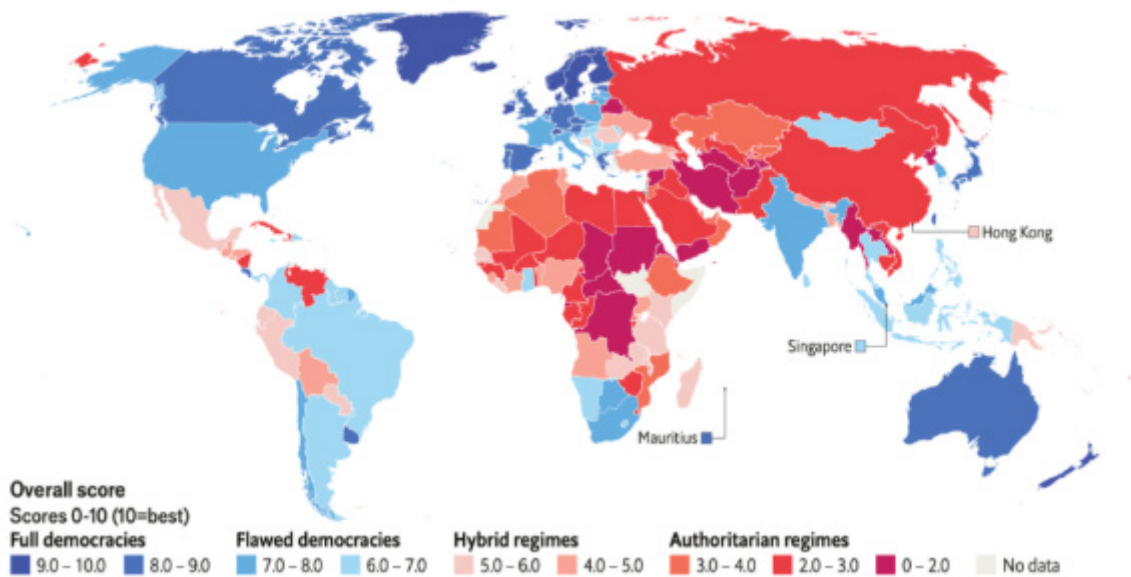 Hong Kong
Singapore
Mauritius
Overall score
Scores 0-10 (10=best)
Full democracies Flawed democracies Hybrid regimes Authoritarian regimes
9.0 – 10.0 8.0 – 9.0 7.0 – 8.0 6.0 – 7.0 5.0 – 6.0 4.0 – 5.0 3.0 – 4.0 2.0 – 3.0 0 – 2.0 No data